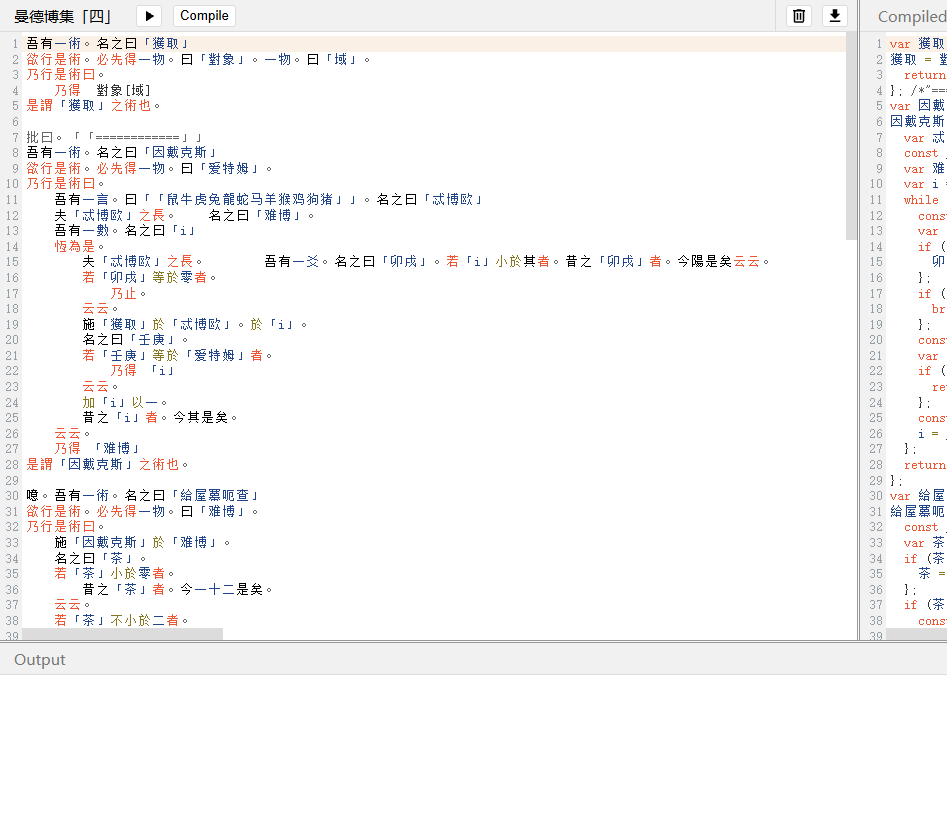 曼德博集「四」 Compile
1 吾有一術。名之曰「獲取」
2 欲行是術。必先得一物。曰「對象」。一物。曰「域」。
3 乃行是術曰。
4 乃得 對象[域]
5 是謂「獲取」之術也。
6
7 批曰。「「============」」
8 吾有一術。名之曰「因戴克斯」
9 欲行是術。必先得一物。曰「爱特姆」。
10 乃行是術曰。
11 吾有一言。曰「「鼠牛虎兔龍蛇马羊猴鸡狗猪」」。名之曰「忒博欧」
12 夫「忒博欧」之長。 名之曰「雅博」。
13 吾有一數。名之曰「i」
14 恆為是。
15 夫「忒博欧」之長。 吾有一爻。名之曰「卯戌」。若「i」小於其者。昔之「卯戌」者。今陽是矣云云。
16 若「卯戌」等於零者。
17 乃止。
18 云云。
19 施「獲取」於「忒博欧」。於「i」。
20 名之曰「壬庚」。
21 若「壬庚」等於「爱特姆」者。
22 乃得 「i」
23 云云。
24 加「i」以一。
25 昔之「i」者。今其是矣。
26 云云。
27 乃得 「雅博」
28 是謂「因戴克斯」之術也。
29
30 噫。吾有一術。名之曰「给屋羃呃查」
31 欲行是術。必先得一物。曰「雅博」。
32 乃行是術曰。
33 施「因戴克斯」於「雅博」。
34 名之曰「茶」。
35 若「茶」小於零者。
36 昔之「茶」者。今一十二是矣。
37 云云。
38 若「茶」不小於二者。
39
Compiled
1 var 獲取
2 獲取 = 對
3 return
4 }; /*"==
5 var 因戴
6 因戴克斯
7 var 忒
8 const
9 var 雅
10 var i =
11 while
12 cons
13 var
14 if (
15 卯
16 };
17 if (
18 br
19 };
20 cons
21 var
22 if (
23 ret
24 };
25 cons
26 i =
27 };
28 return
29 };
30 var 给屋
31 给屋羃呃
32 const
33 var 茶
34 if (茶
35 茶 =
36 };
37 if (茶
38 cons
39
Output